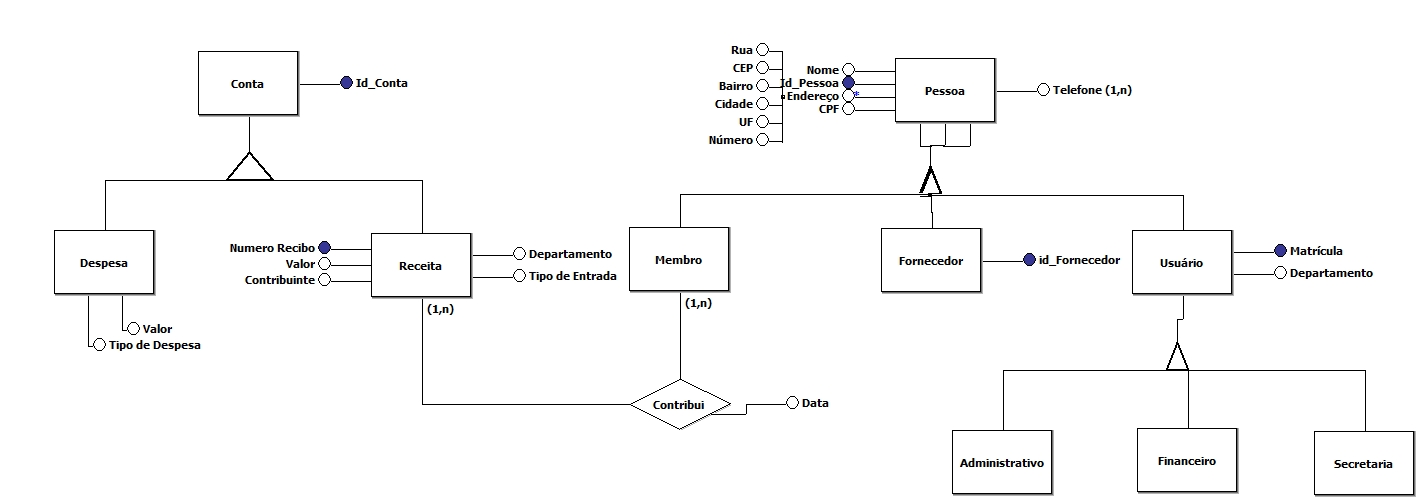 Rua
CEP
Bairro
Cidade
UF
Número
Nome
Id_Pessoa
Endereço *
CPF
Pessoa
Telefone (1,n)
Conta
Id_Conta
Despesa
Valor
Tipo de Despesa
Numero Recibo
Valor
Contribuinte
Receita
Departamento
Tipo de Entrada
(1,n)
Membro
(1,n)
Fornecedor
id_Fornecedor
Usuário
Matrícula
Departamento
Contribui
Data
Administrativo
Financeiro
Secretaria